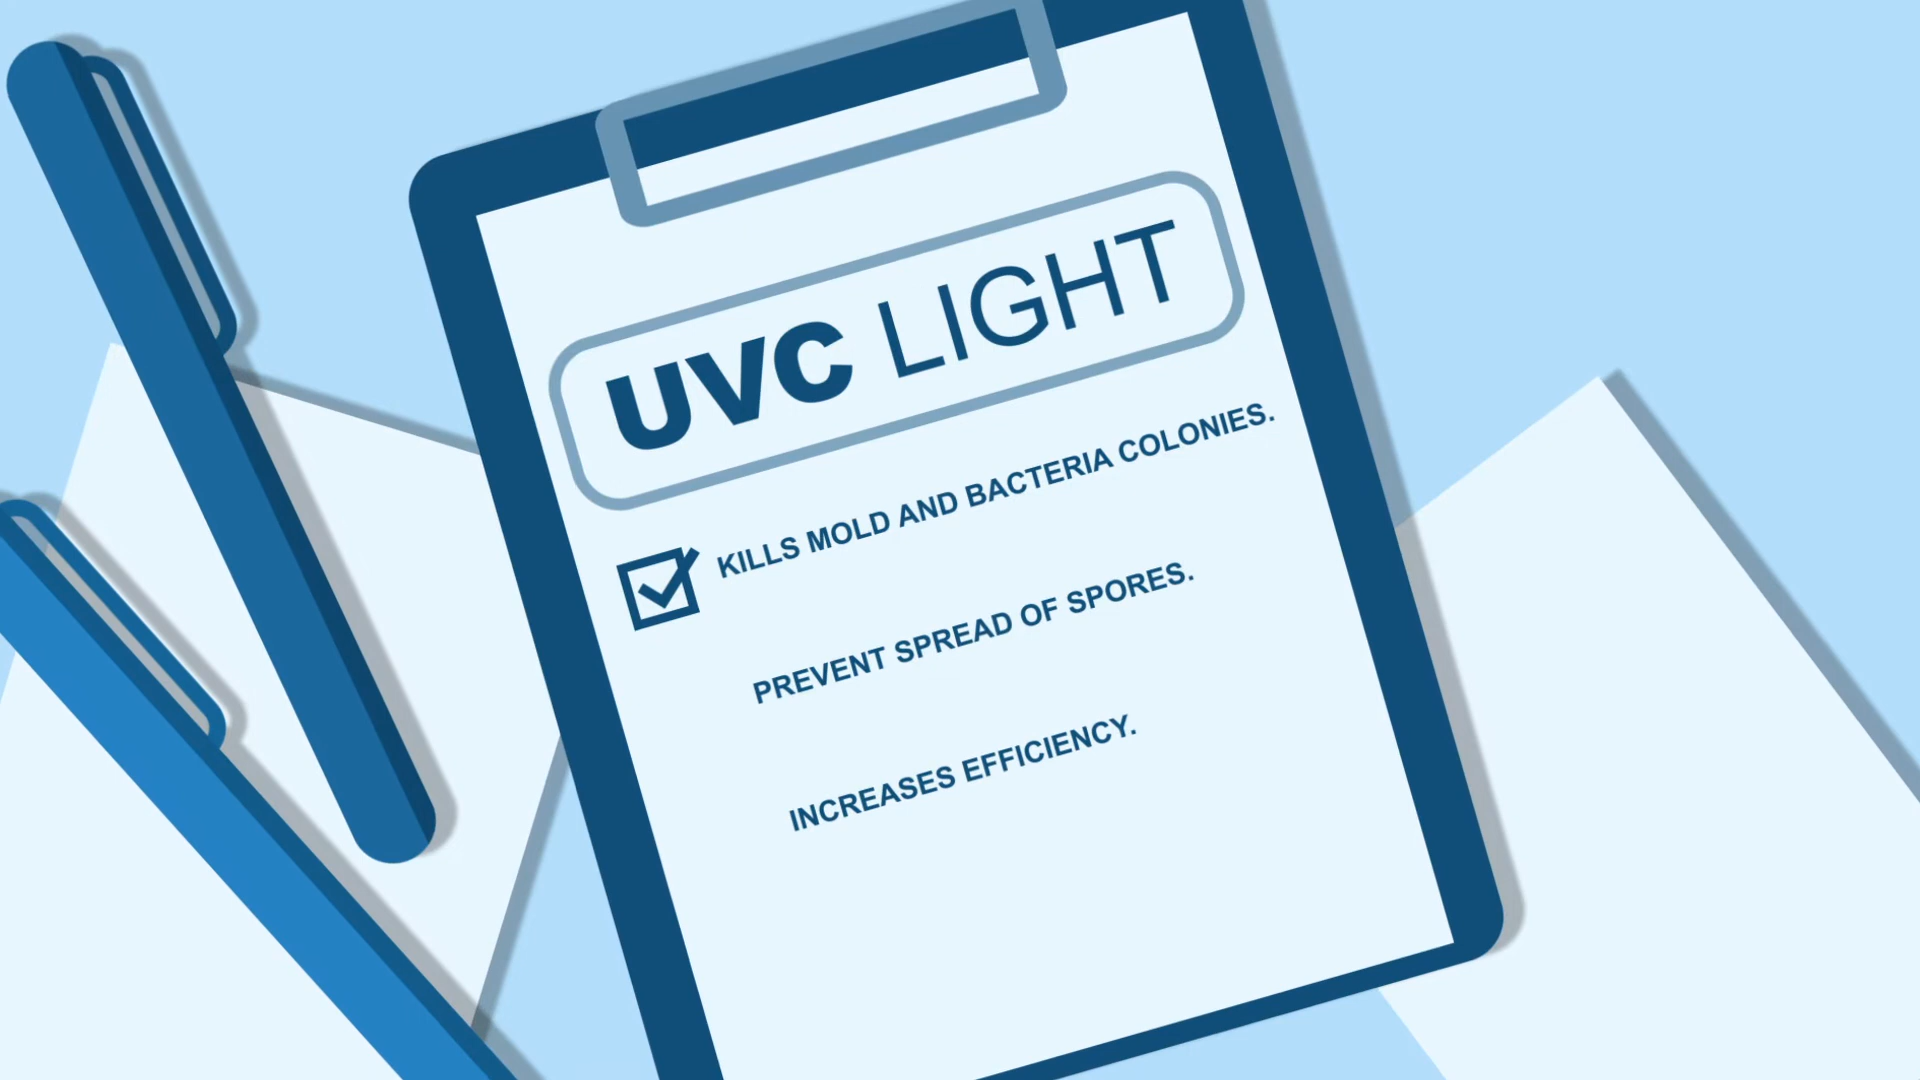 UVC LIGHT
KILLS MOLD AND BACTERIA COLONIES.
PREVENT SPREAD OF SPORES.
INCREASES EFFICIENCY.